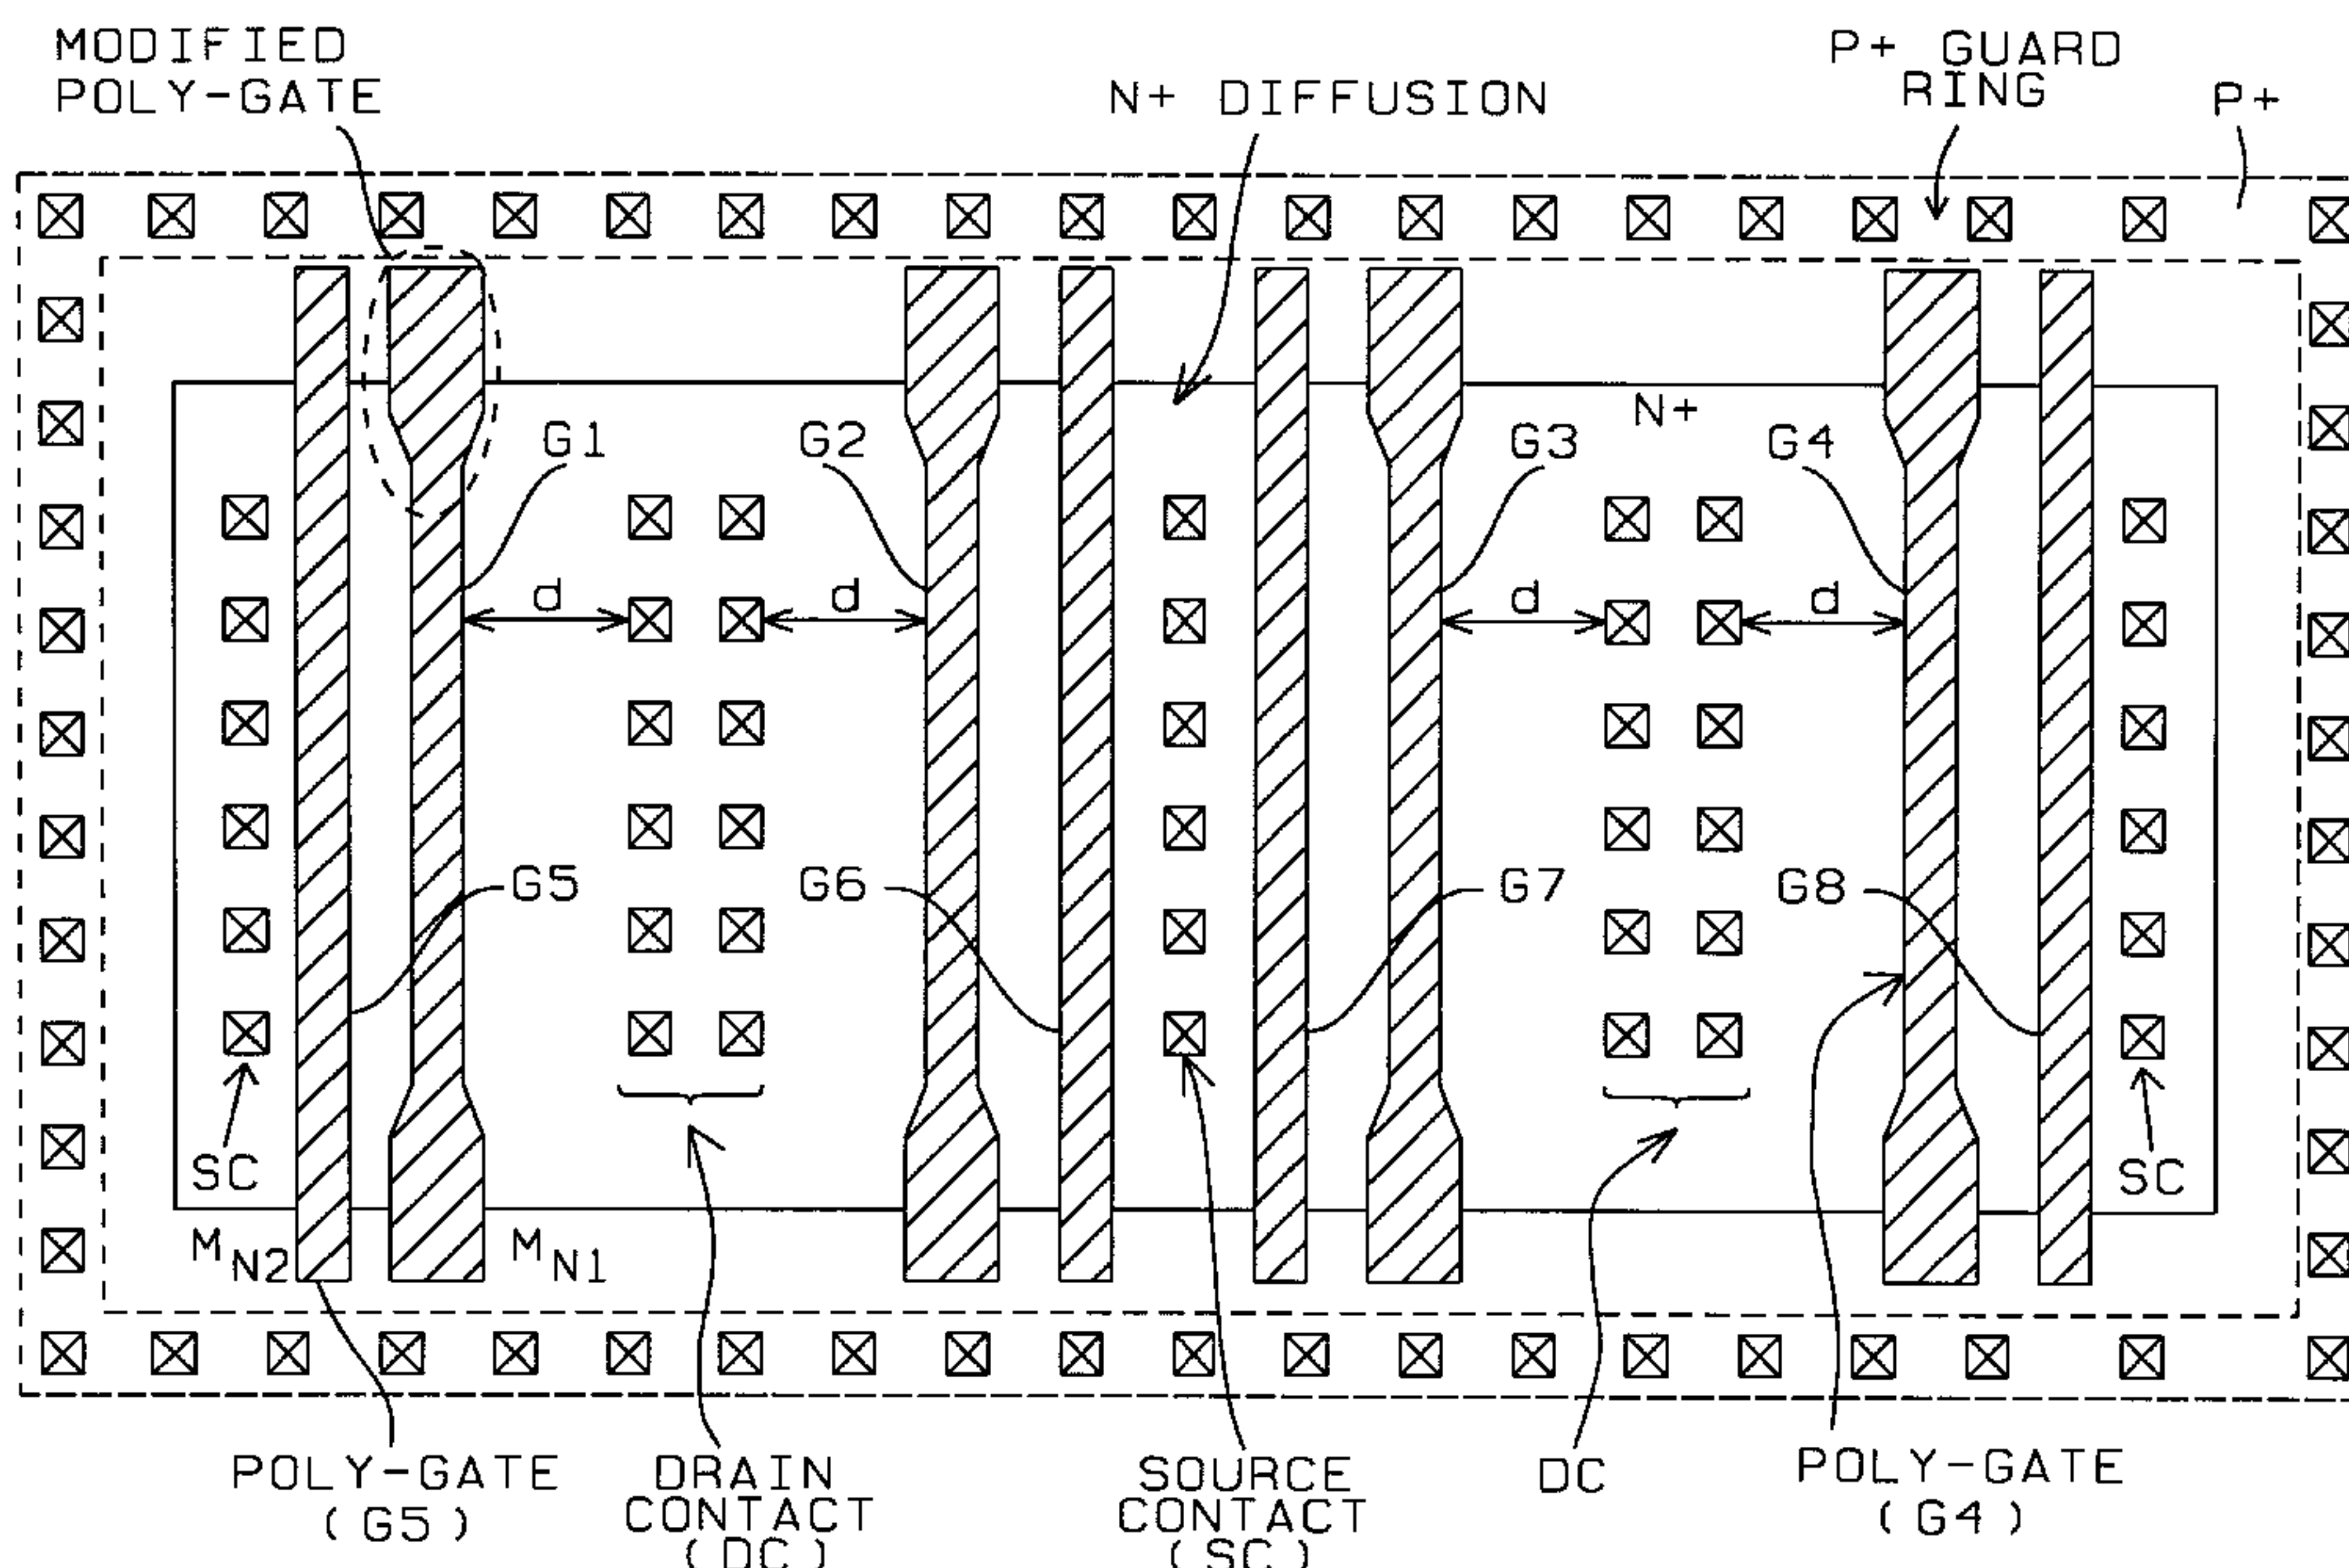 MODIFIED
POLY-GATE
N+ DIFFUSION
P+ GUARD
RING
P+
N+
G1
G2
G3
G4
d
d
d
d
G5
G6
G7
G8
SC
SC
MN2
MN1
POLY-GATE
(G5)
DRAIN
CONTACT
(DC)
SOURCE
CONTACT
(SC)
DC
POLY-GATE
(G4)